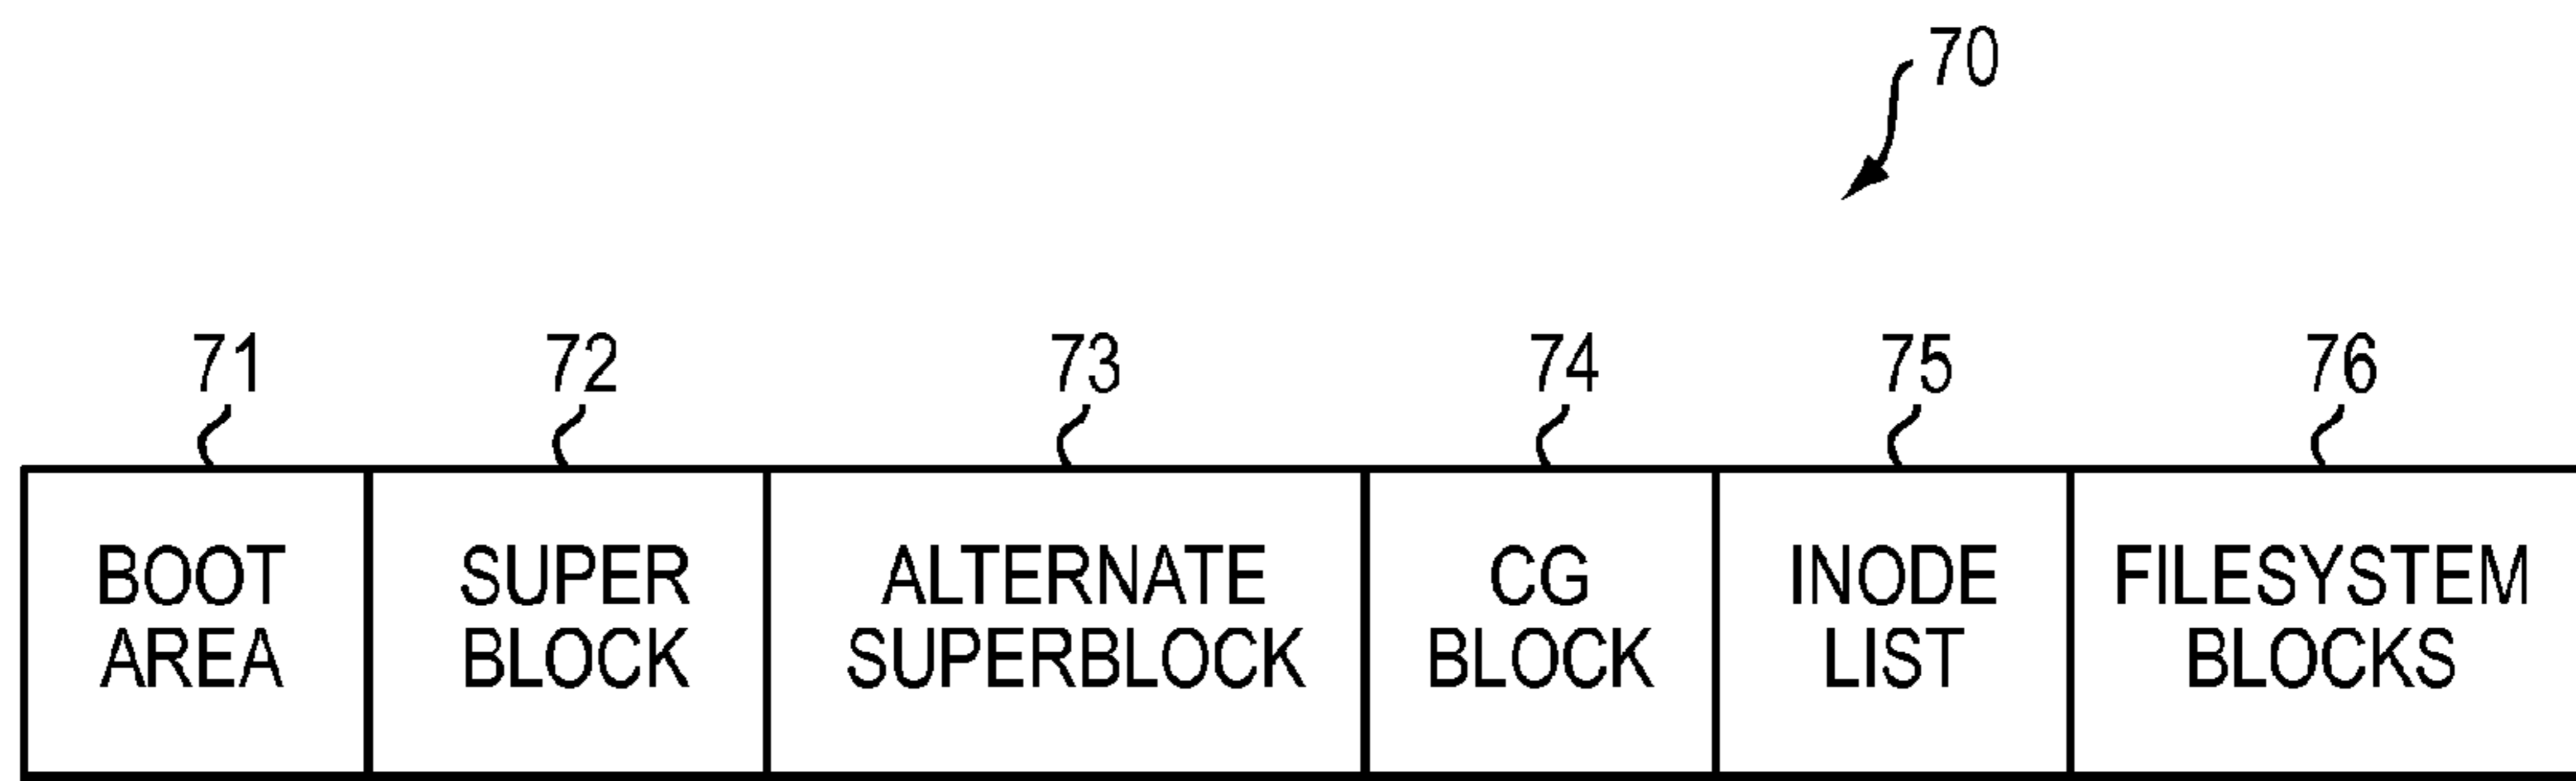 70
71 72 73 74 75 76
BOOT SUPER ALTERNATE CG INODE FILESYSTEM
AREA BLOCK SUPERBLOCK BLOCK LIST BLOCKS